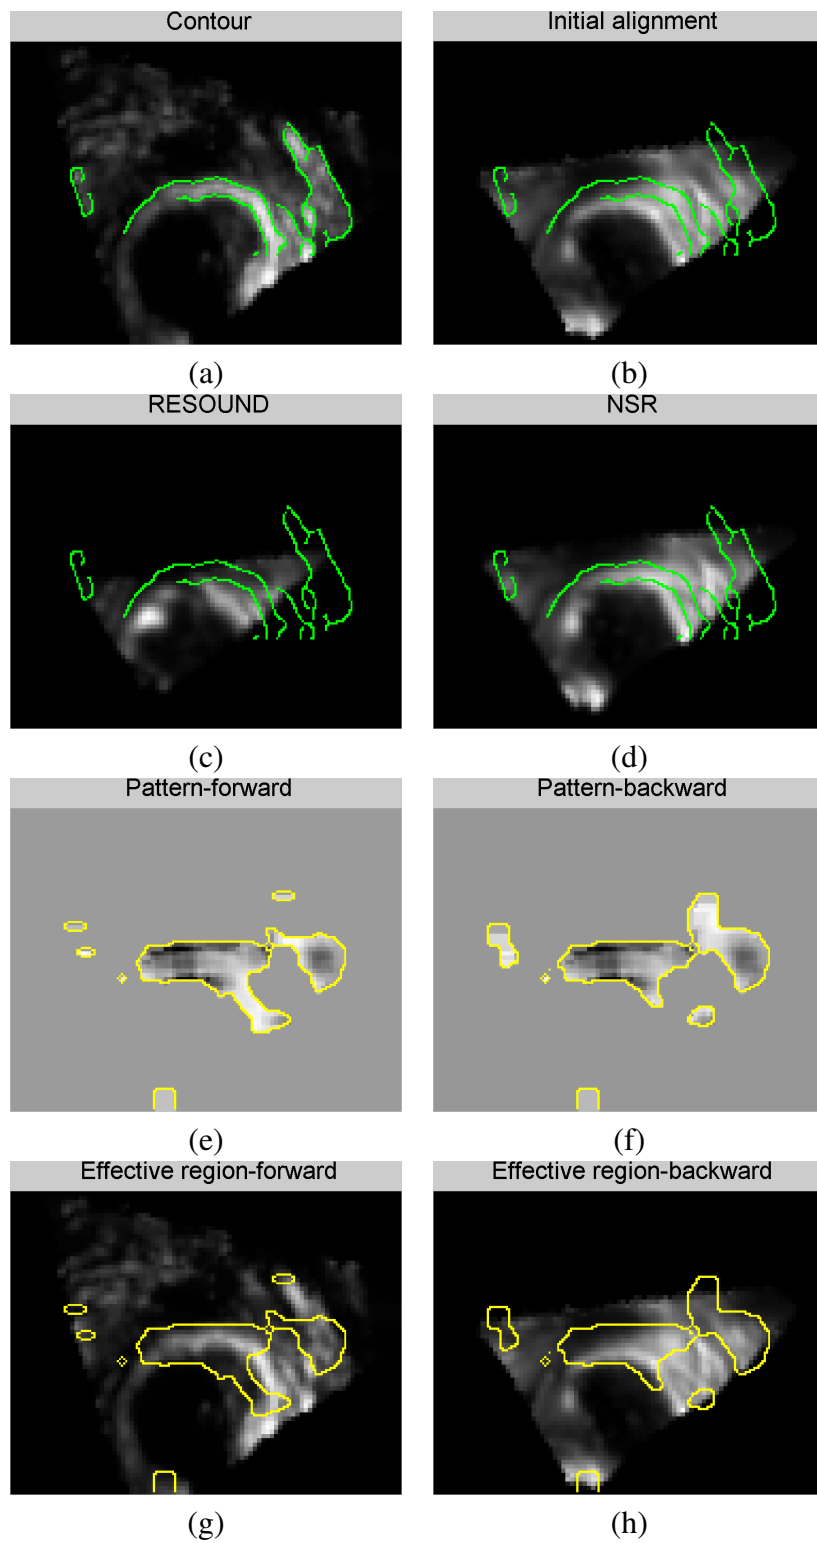 Contour
Initial alignment
(a)
(b)
RESOUND
NSR
(c)
(d)
Pattern-forward
Pattern-backward
(e)
(f)
Effective region-forward
Effective region-backward
(g)
(h)